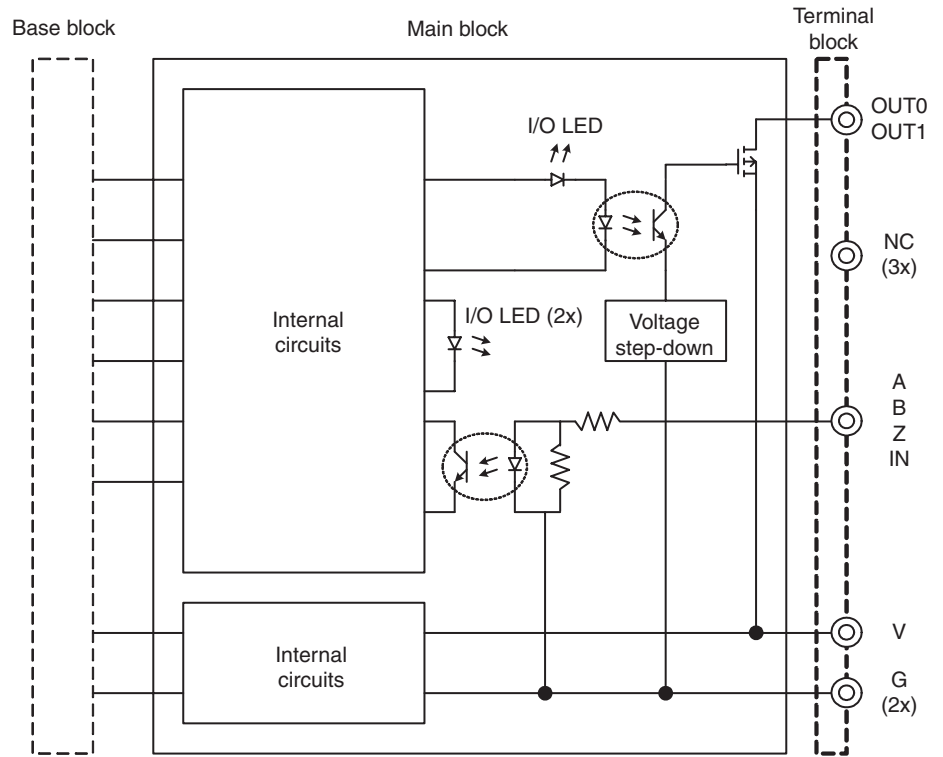 Base block
Main block
Terminal
block
I/O LED
OUT0
OUT1
NC
(3x)
Internal
circuits
I/O LED (2x)
Voltage
step-down
A
B
Z
IN
Internal
circuits
V
G
(2x)